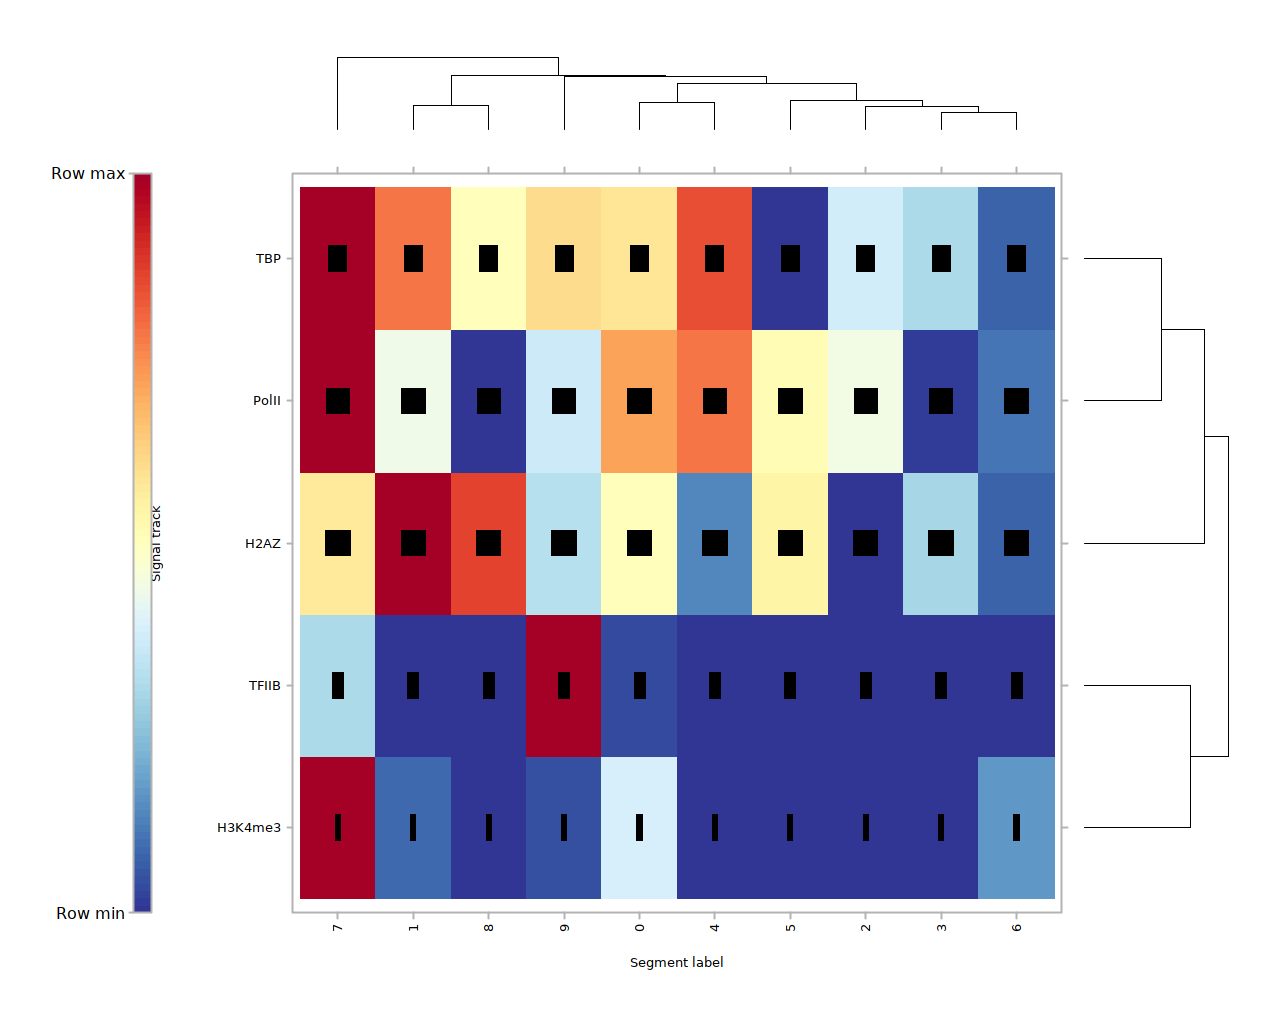 Row max
Signal track
Row min
TBP
PolII
H2AZ
TFIIB
H3K4me3
7 1 8 9 0 4 5 2 3 6
Segment label